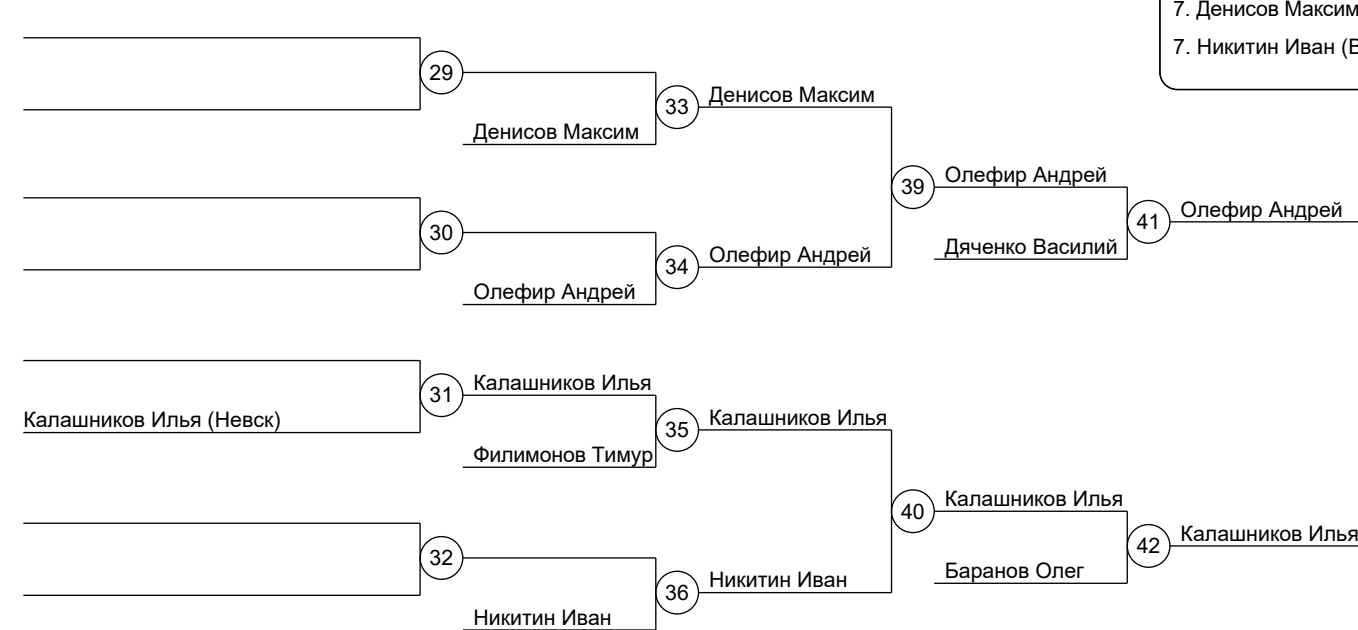 7. Денисов Максим
7. Никитин Иван (В
29
Денисов Максим
33
Денисов Максим
39
Олефир Андрей
41
Олефир Андрей
Дяченко Василий
30
Олефир Андрей
34
Олефир Андрей
31
Калашников Илья
Калашников Илья (Невск)
35
Калашников Илья
Филимонов Тимур
40
Калашников Илья
42
Калашников Илья
Баранов Олег
32
36
Никитин Иван
Никитин Иван